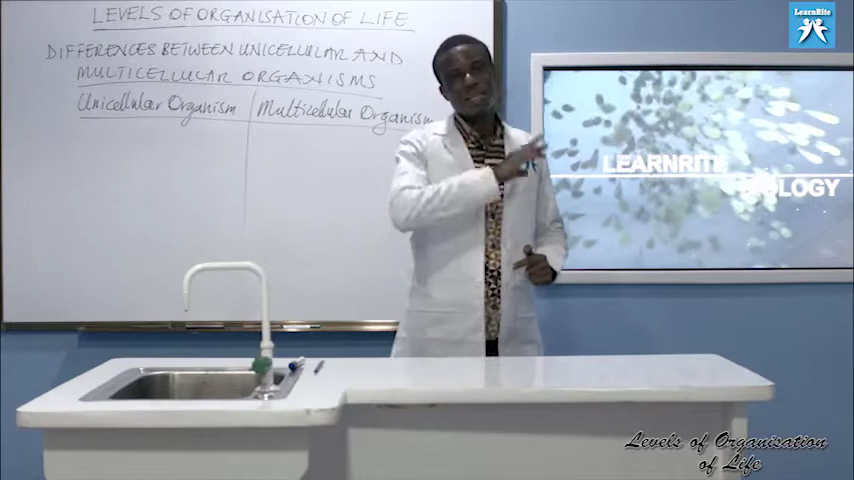 LEVELS OF ORGANISATION OF LIFE
DIFFERENCES BETWEEN UNICELLULAR AND
MULTICELLULAR ORGANISMS
Unicellular Organism
Multicellular Organism
LearnRite
LEARNRITE
BIOLOGY
Levels of Organisation
of Life